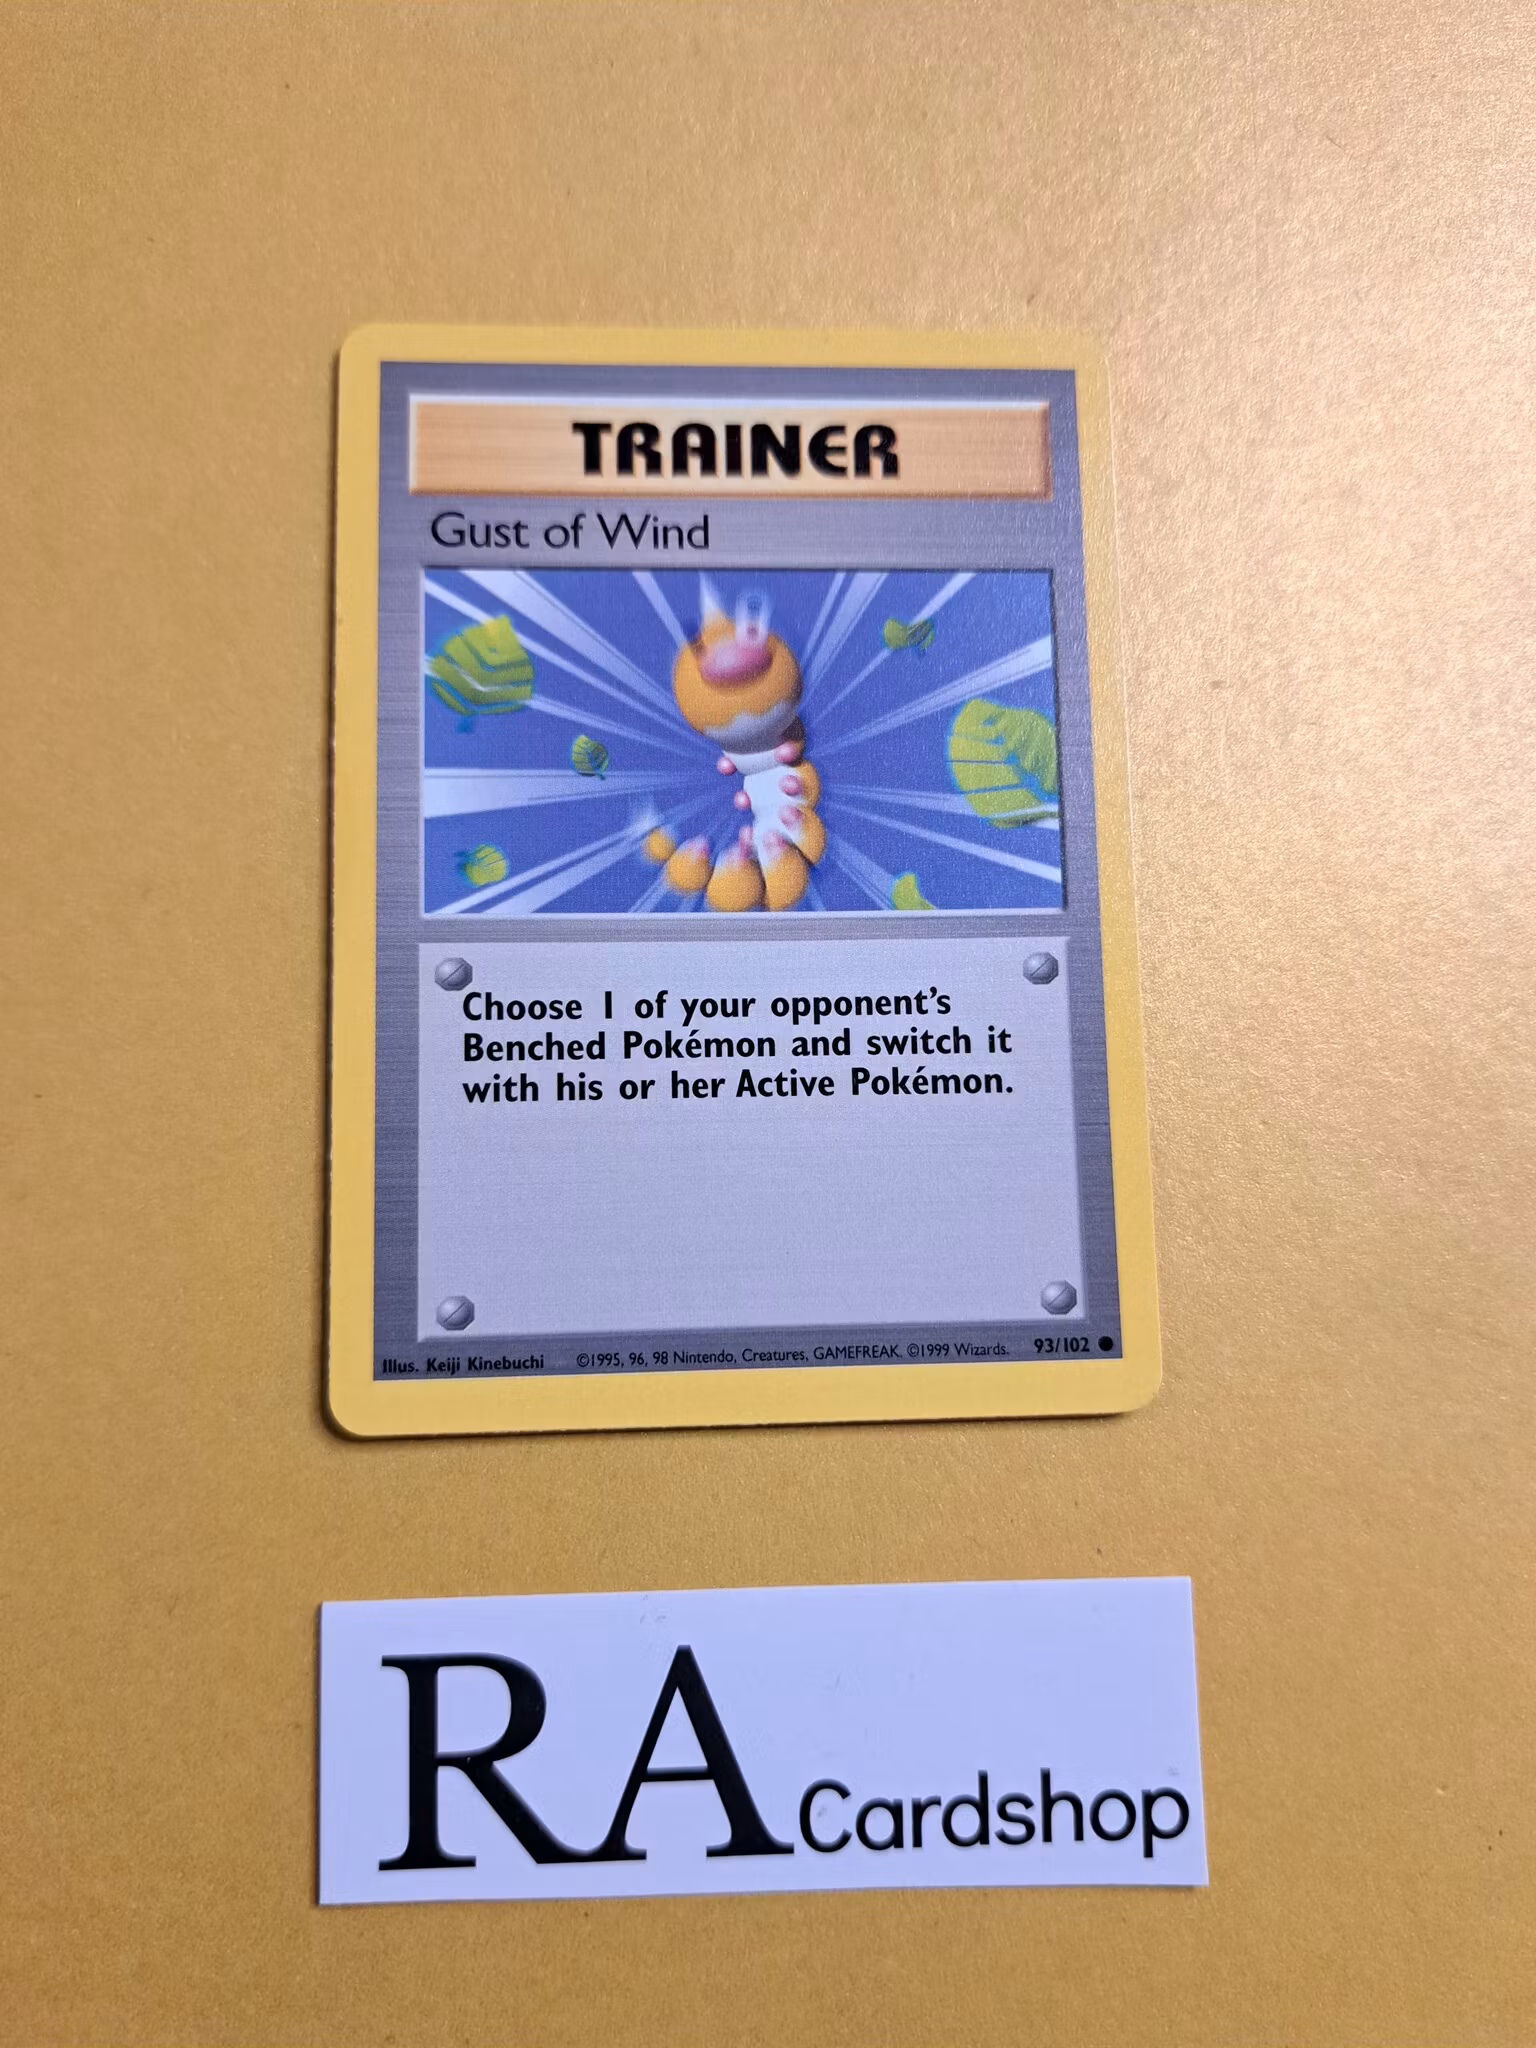 TRAINER
Gust of Wind
Choose 1 of your opponent's
Benched Pokémon and switch it
with his or her Active Pokémon.
Illus. Keiji Kinebuchi ©1995, 96, 98 Nintendo, Creatures, GAMEFREAK. ©1999 Wizards. 93/102 ●
RA Cardshop